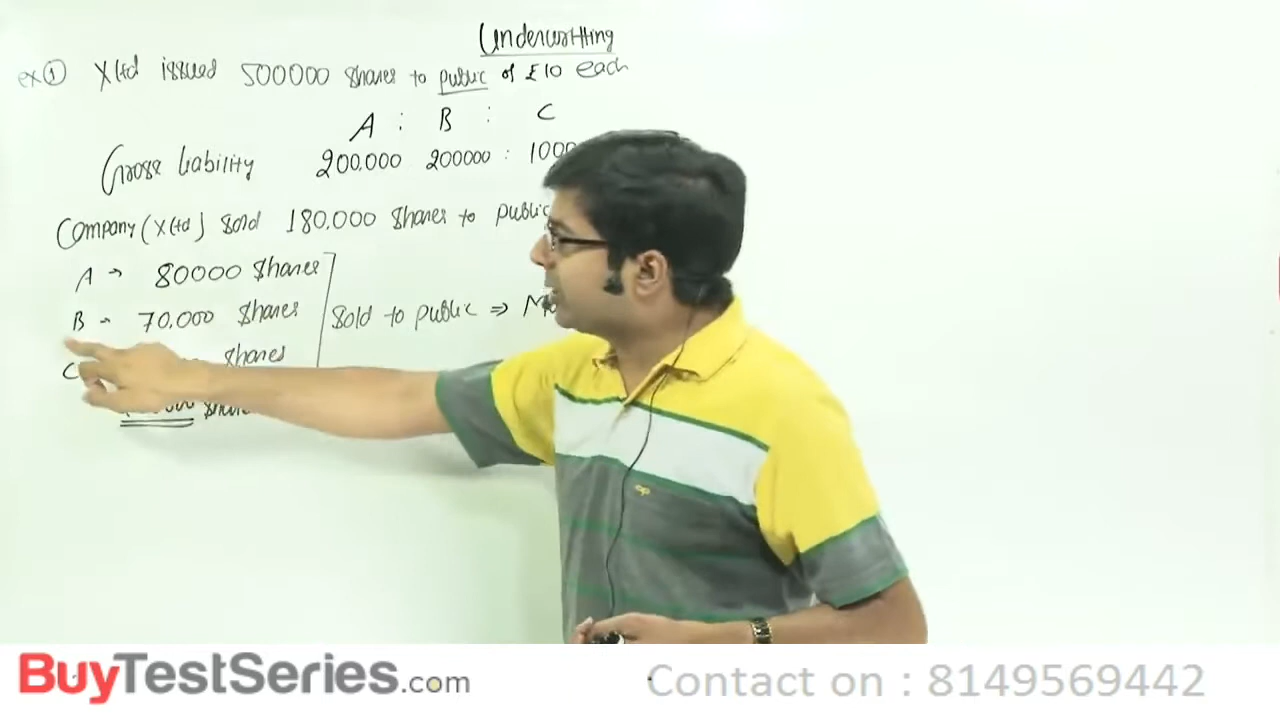 Underwritting
ex① X ltd issued 500000 shares to public of £10 each
A : B : C
Gross liability 200,000 200000 :
Company (X ltd) sold 180,000 shares to public
A → 80000 shares
B → 70,000 shares
sold to public ⇒
C shares
BuyTestSeries.com
Contact on : 8149569442